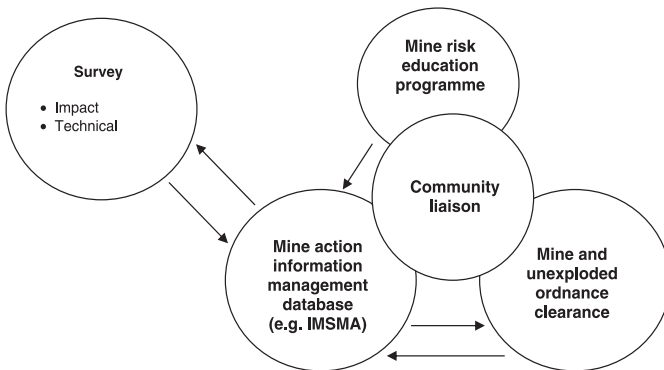 Survey
• Impact
• Technical
Mine risk
education
programme
Community
liaison
Mine action
information
management
database
(e.g. IMSMA)
Mine and
unexploded
ordnance
clearance